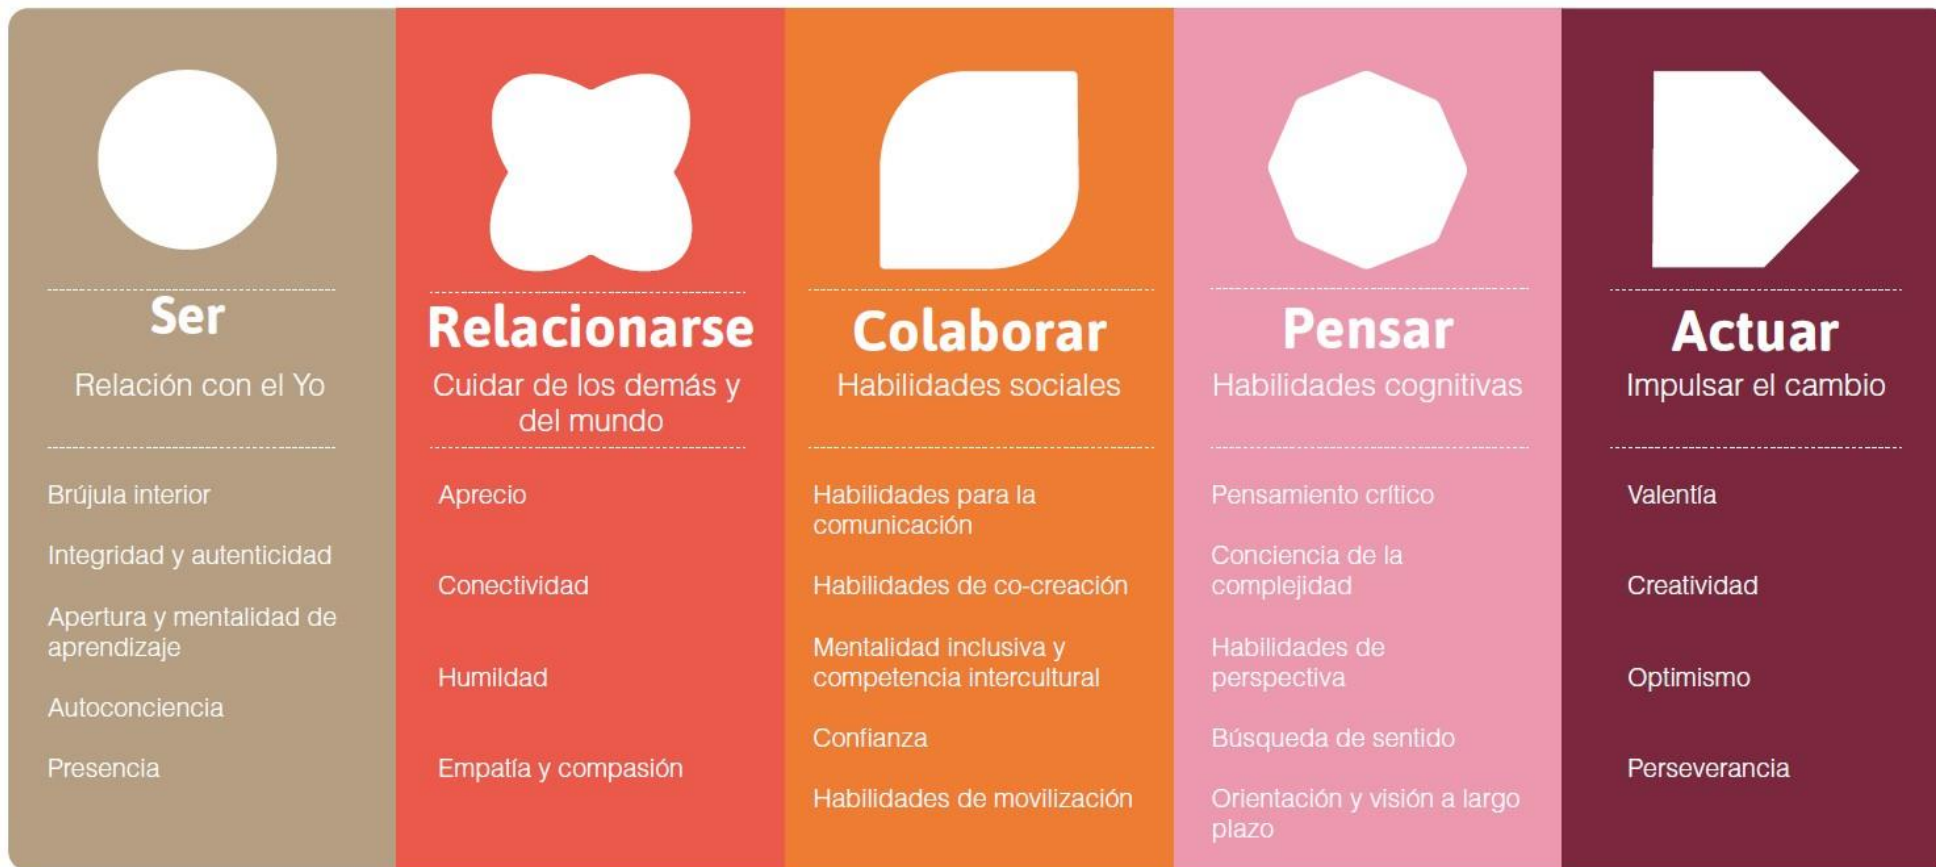 Ser
Relación con el Yo
Brújula interior
Integridad y autenticidad
Apertura y mentalidad de
aprendizaje
Autoconciencia
Presencia
Relacionarse
Cuidar de los demás y
del mundo
Aprecio
Conectividad
Humildad
Empatía y compasión
Colaborar
Habilidades sociales
Habilidades para la
comunicación
Habilidades de co-creación
Mentalidad inclusiva y
competencia intercultural
Confianza
Habilidades de movilización
Pensar
Habilidades cognitivas
Pensamiento crítico
Conciencia de la
complejidad
Habilidades de
perspectiva
Búsqueda de sentido
Orientación y visión a largo
plazo
Actuar
Impulsar el cambio
Valentía
Creatividad
Optimismo
Perseverancia